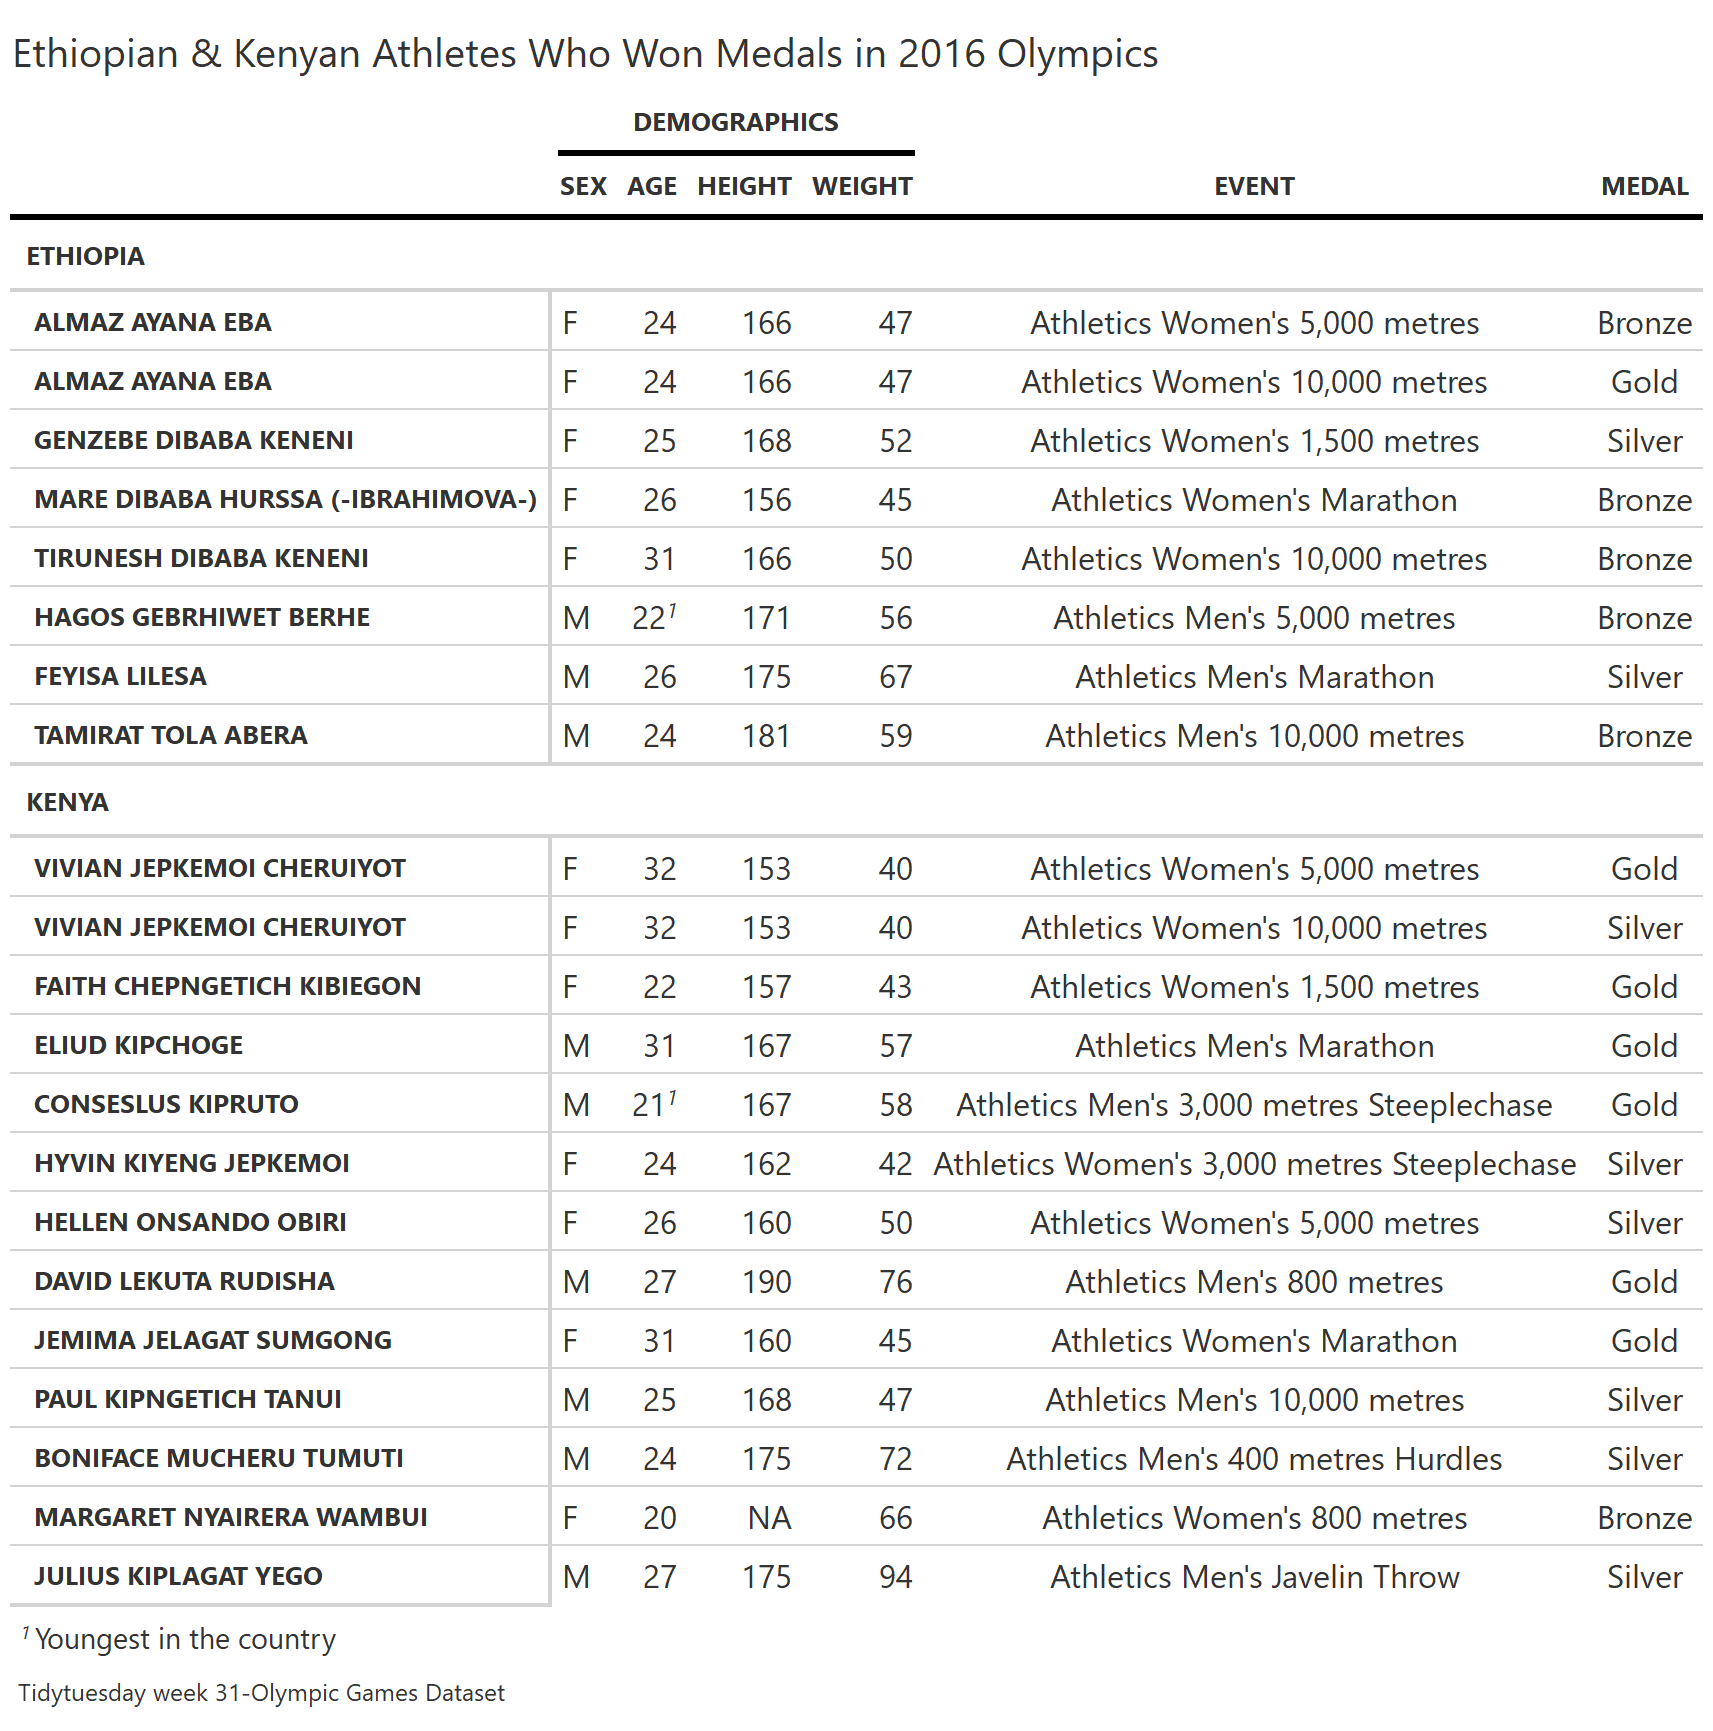 Ethiopian & Kenyan Athletes Who Won Medals in 2016 Olympics
DEMOGRAPHICS
SEX AGE HEIGHT WEIGHT EVENT MEDAL
ETHIOPIA
ALMAZ AYANA EBA F 24 166 47 Athletics Women's 5,000 metres Bronze
ALMAZ AYANA EBA F 24 166 47 Athletics Women's 10,000 metres Gold
GENZEBE DIBABA KENENI F 25 168 52 Athletics Women's 1,500 metres Silver
MARE DIBABA HURSSA (-IBRAHIMOVA-) F 26 156 45 Athletics Women's Marathon Bronze
TIRUNESH DIBABA KENENI F 31 166 50 Athletics Women's 10,000 metres Bronze
HAGOS GEBRHIWET BERHE M 22¹ 171 56 Athletics Men's 5,000 metres Bronze
FEYISA LILESA M 26 175 67 Athletics Men's Marathon Silver
TAMIRAT TOLA ABERA M 24 181 59 Athletics Men's 10,000 metres Bronze
KENYA
VIVIAN JEPKEMOI CHERUIYOT F 32 153 40 Athletics Women's 5,000 metres Gold
VIVIAN JEPKEMOI CHERUIYOT F 32 153 40 Athletics Women's 10,000 metres Silver
FAITH CHEPNGETICH KIBIEGON F 22 157 43 Athletics Women's 1,500 metres Gold
ELIUD KIPCHOGE M 31 167 57 Athletics Men's Marathon Gold
CONSESLUS KIPRUTO M 21¹ 167 58 Athletics Men's 3,000 metres Steeplechase Gold
HYVIN KIYENG JEPKEMOI F 24 162 42 Athletics Women's 3,000 metres Steeplechase Silver
HELLEN ONSANDO OBIRI F 26 160 50 Athletics Women's 5,000 metres Silver
DAVID LEKUTA RUDISHA M 27 190 76 Athletics Men's 800 metres Gold
JEMIMA JELAGAT SUMGONG F 31 160 45 Athletics Women's Marathon Gold
PAUL KIPNGETICH TANUI M 25 168 47 Athletics Men's 10,000 metres Silver
BONIFACE MUCHERU TUMUTI M 24 175 72 Athletics Men's 400 metres Hurdles Silver
MARGARET NYAIRERA WAMBUI F 20 NA 66 Athletics Women's 800 metres Bronze
JULIUS KIPLAGAT YEGO M 27 175 94 Athletics Men's Javelin Throw Silver
¹ Youngest in the country
Tidytuesday week 31-Olympic Games Dataset